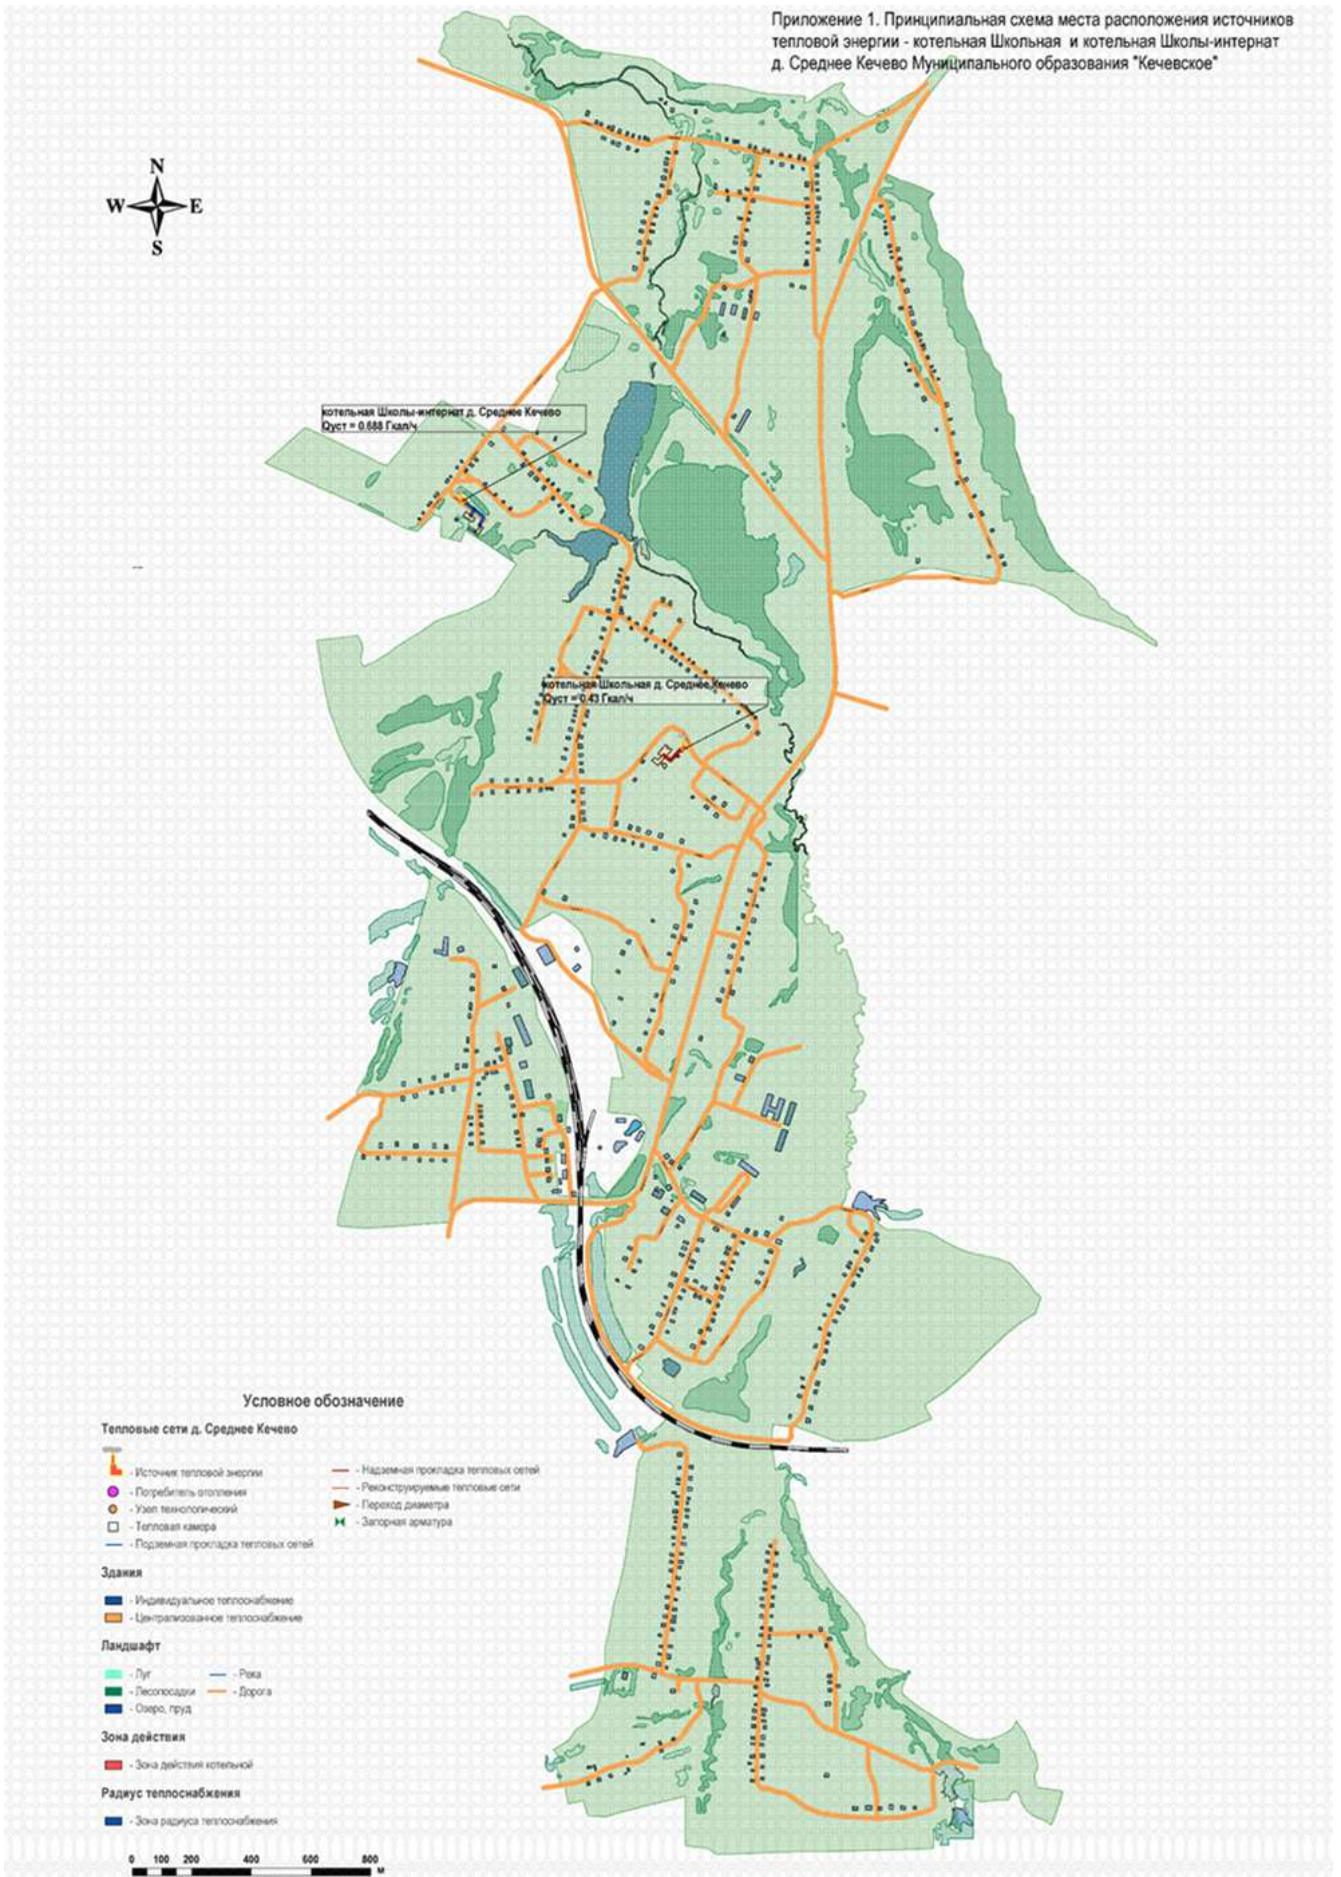 Приложение 1. Принципиальная схема места расположения источников
тепловой энергии - котельная Школьная и котельная Школы-интернат
д. Среднее Кечево Муниципального образования "Кечевское"
N
W E
S
котельная Школы-интернат д. Среднее Кечево
Qуст = 0.688 Гкал/ч
котельная Школьная д. Среднее Кечево
Qуст = 0.43 Гкал/ч
Условное обозначение
Тепловые сети д. Среднее Кечево
- Источник тепловой энергии
- Потребитель отопления
- Узел технологический
- Тепловая камера
- Подземная прокладка тепловых сетей
- Надземная прокладка тепловых сетей
- Реконструируемые тепловые сети
- Переход диаметра
- Запорная арматура
Здания
- Индивидуальное теплоснабжение
- Централизованное теплоснабжение
Ландшафт
- Луг
- Лесопосадки
- Озеро, пруд
- Река
- Дорога
Зона действия
- Зона действия котельной
Радиус теплоснабжения
- Зона радиуса теплоснабжения
0 100 200 400 600 800
м